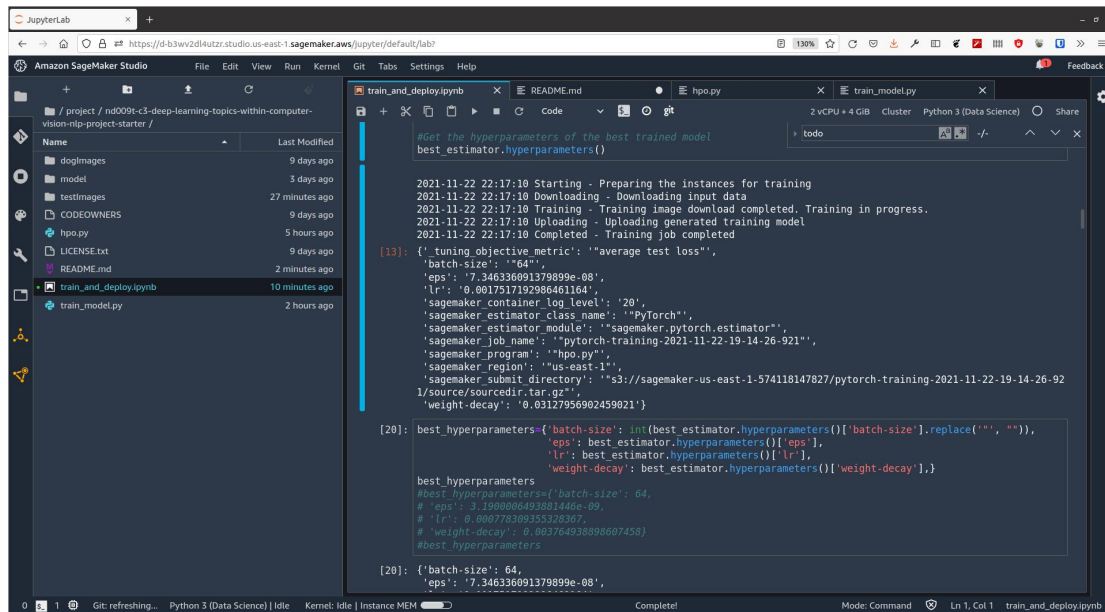 JupyterLab
https://d-b3wv2dl4utzr.studio.us-east-1.sagemaker.aws/jupyter/default/lab?
130%
Amazon SageMaker Studio File Edit View Run Kernel Git Tabs Settings Help
Feedback
/ project / nd009t-c3-deep-learning-topics-within-computer-
vision-nlp-project-starter /
Name Last Modified
dogImages 9 days ago
model 3 days ago
testImages 27 minutes ago
CODEOWNERS 9 days ago
hpo.py 5 hours ago
LICENSE.txt 9 days ago
README.md 2 minutes ago
train_and_deploy.ipynb 10 minutes ago
train_model.py 2 hours ago
train_and_deploy.ipynb README.md hpo.py train_model.py
Code git 2 vCPU + 4 GiB Cluster Python 3 (Data Science) Share
todo -/-
#Get the hyperparameters of the best trained model
best_estimator.hyperparameters()
2021-11-22 22:17:10 Starting - Preparing the instances for training
2021-11-22 22:17:10 Downloading - Downloading input data
2021-11-22 22:17:10 Training - Training image download completed. Training in progress.
2021-11-22 22:17:10 Uploading - Uploading generated training model
2021-11-22 22:17:10 Completed - Training job completed
[13]: {'_tuning_objective_metric': '"average test loss"',
'batch-size': '"64"',
'eps': '7.346336091379899e-08',
'lr': '0.0017517192986461164',
'sagemaker_container_log_level': '20',
'sagemaker_estimator_class_name': '"PyTorch"',
'sagemaker_estimator_module': '"sagemaker.pytorch.estimator"',
'sagemaker_job_name': '"pytorch-training-2021-11-22-19-14-26-921"',
'sagemaker_program': '"hpo.py"',
'sagemaker_region': '"us-east-1"',
'sagemaker_submit_directory': '"s3://sagemaker-us-east-1-574118147827/pytorch-training-2021-11-22-19-14-26-92
1/source/sourcedir.tar.gz"',
'weight-decay': '0.03127956902459021'}
[20]: best_hyperparameters={'batch-size': int(best_estimator.hyperparameters()['batch-size'].replace('"', "")),
'eps': best_estimator.hyperparameters()['eps'],
'lr': best_estimator.hyperparameters()['lr'],
'weight-decay': best_estimator.hyperparameters()['weight-decay'],}
best_hyperparameters
#best_hyperparameters={'batch-size': 64,
# 'eps': 3.1900006493881446e-09,
# 'lr': 0.000778309355328367,
# 'weight-decay': 0.003764938898607458}
#best_hyperparameters
[20]: {'batch-size': 64,
'eps': '7.346336091379899e-08',
0 1 Git: refreshing... Python 3 (Data Science) | Idle Kernel: Idle | Instance MEM Complete! Mode: Command Ln 1, Col 1 train_and_deploy.ipynb